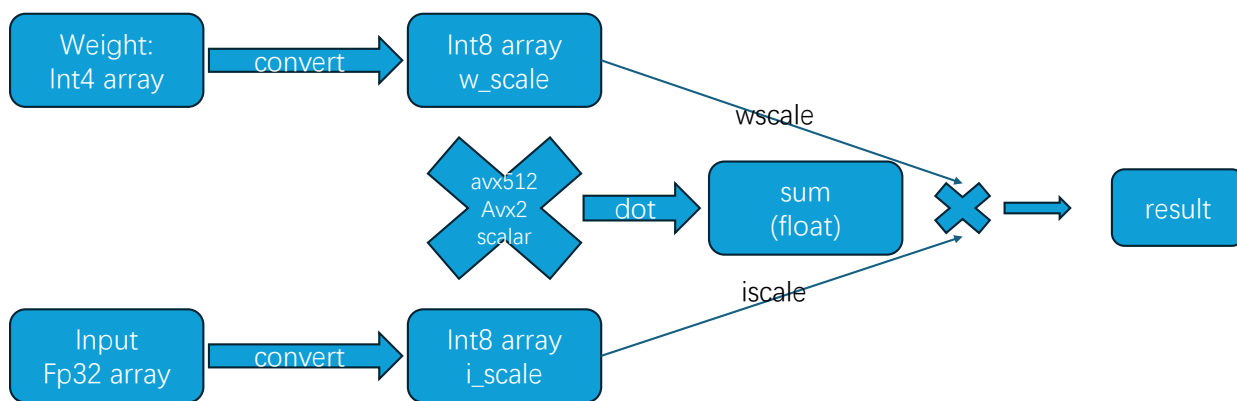 Weight:
Int4 array
convert
Int8 array
w_scale
wscale
avx512
Avx2
scalar
dot
sum
(float)
result
iscale
Input
Fp32 array
convert
Int8 array
i_scale